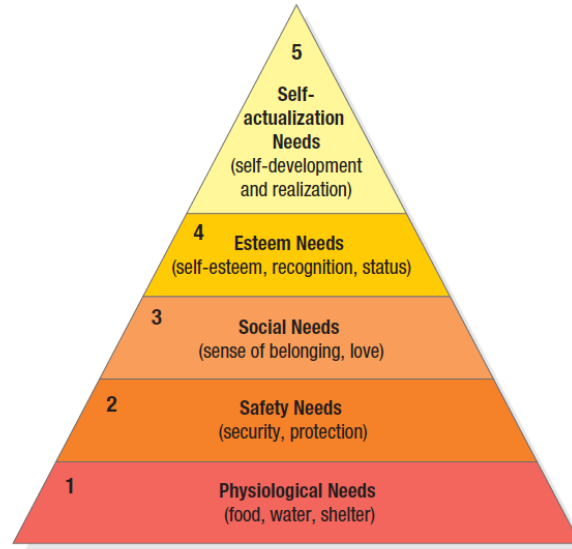 5
Self-
actualization
Needs
(self-development
and realization)
4
Esteem Needs
(self-esteem, recognition, status)
3
Social Needs
(sense of belonging, love)
2
Safety Needs
(security, protection)
1
Physiological Needs
(food, water, shelter)